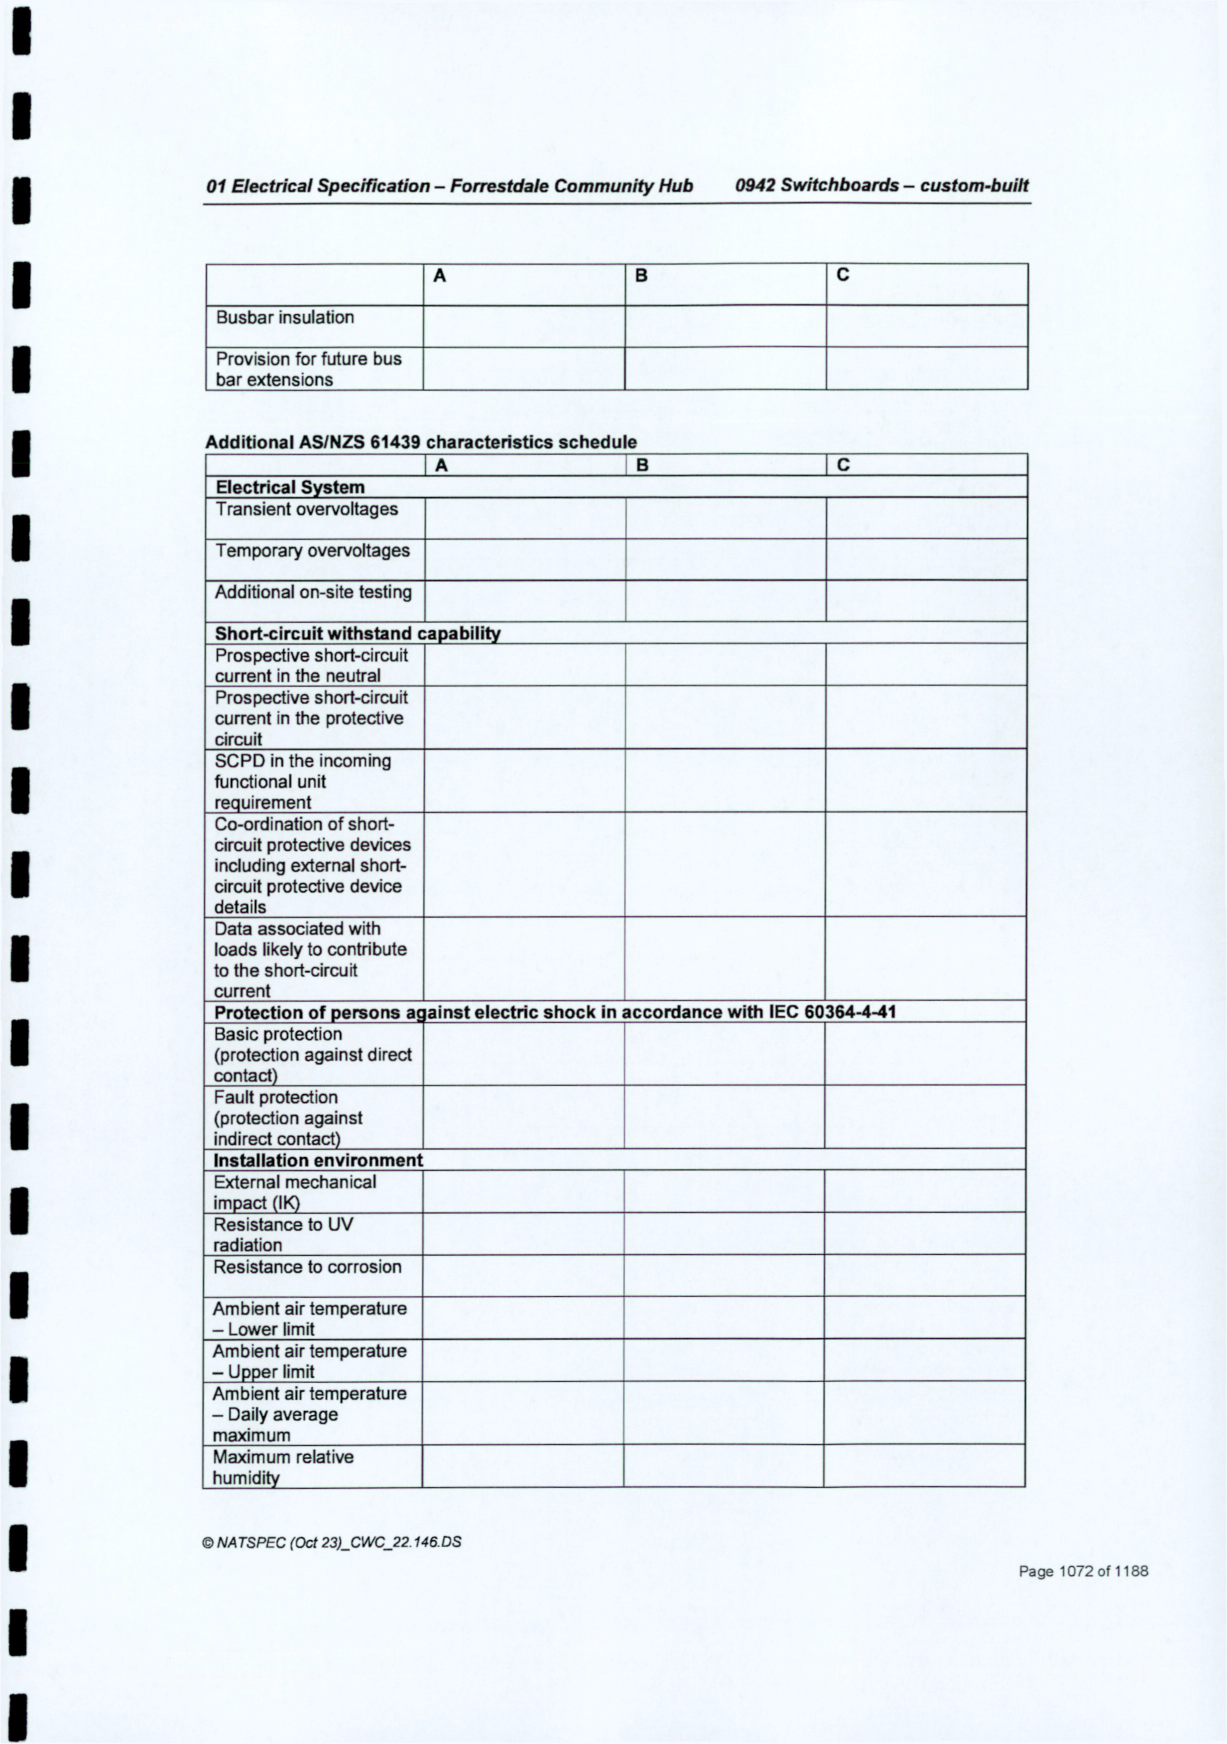 01 Electrical Specification – Forrestdale Community Hub 0942 Switchboards – custom-built
A B C
Busbar insulation
Provision for future bus
bar extensions
Additional AS/NZS 61439 characteristics schedule
A B C
Electrical System
Transient overvoltages
Temporary overvoltages
Additional on-site testing
Short-circuit withstand capability
Prospective short-circuit
current in the neutral
Prospective short-circuit
current in the protective
circuit
SCPD in the incoming
functional unit
requirement
Co-ordination of short-
circuit protective devices
including external short-
circuit protective device
details
Data associated with
loads likely to contribute
to the short-circuit
current
Protection of persons against electric shock in accordance with IEC 60364-4-41
Basic protection
(protection against direct
contact)
Fault protection
(protection against
indirect contact)
Installation environment
External mechanical
impact (IK)
Resistance to UV
radiation
Resistance to corrosion
Ambient air temperature
– Lower limit
Ambient air temperature
– Upper limit
Ambient air temperature
– Daily average
maximum
Maximum relative
humidity
© NATSPEC (Oct 23)_CWC_22.146.DS
Page 1072 of 1188